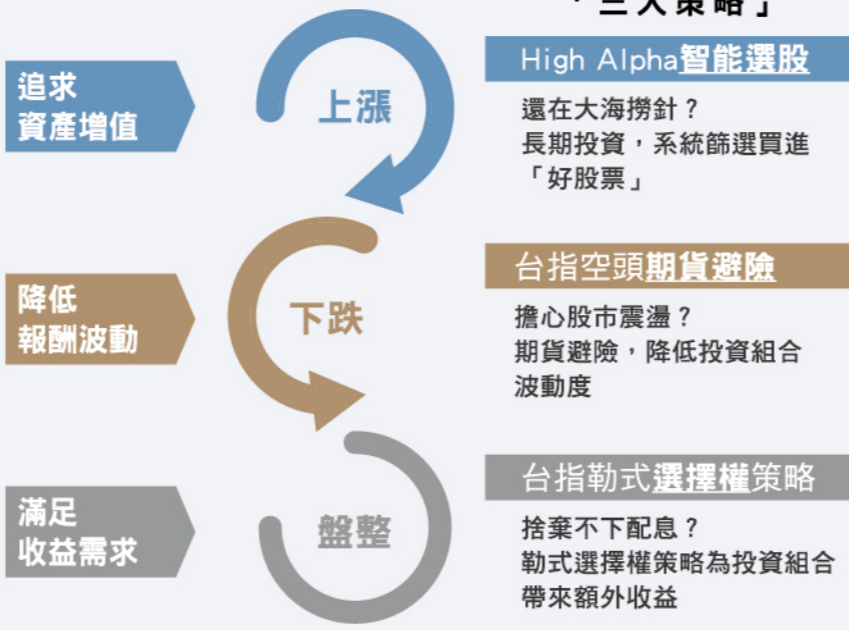 「三大策略」
追求
資產增值
上漲
High Alpha智能選股
還在大海撈針？
長期投資，系統篩選買進
「好股票」
降低
報酬波動
下跌
台指空頭期貨避險
擔心股市震盪？
期貨避險，降低投資組合
波動度
滿足
收益需求
盤整
台指勒式選擇權策略
捨棄不下配息？
勒式選擇權策略為投資組合
帶來額外收益